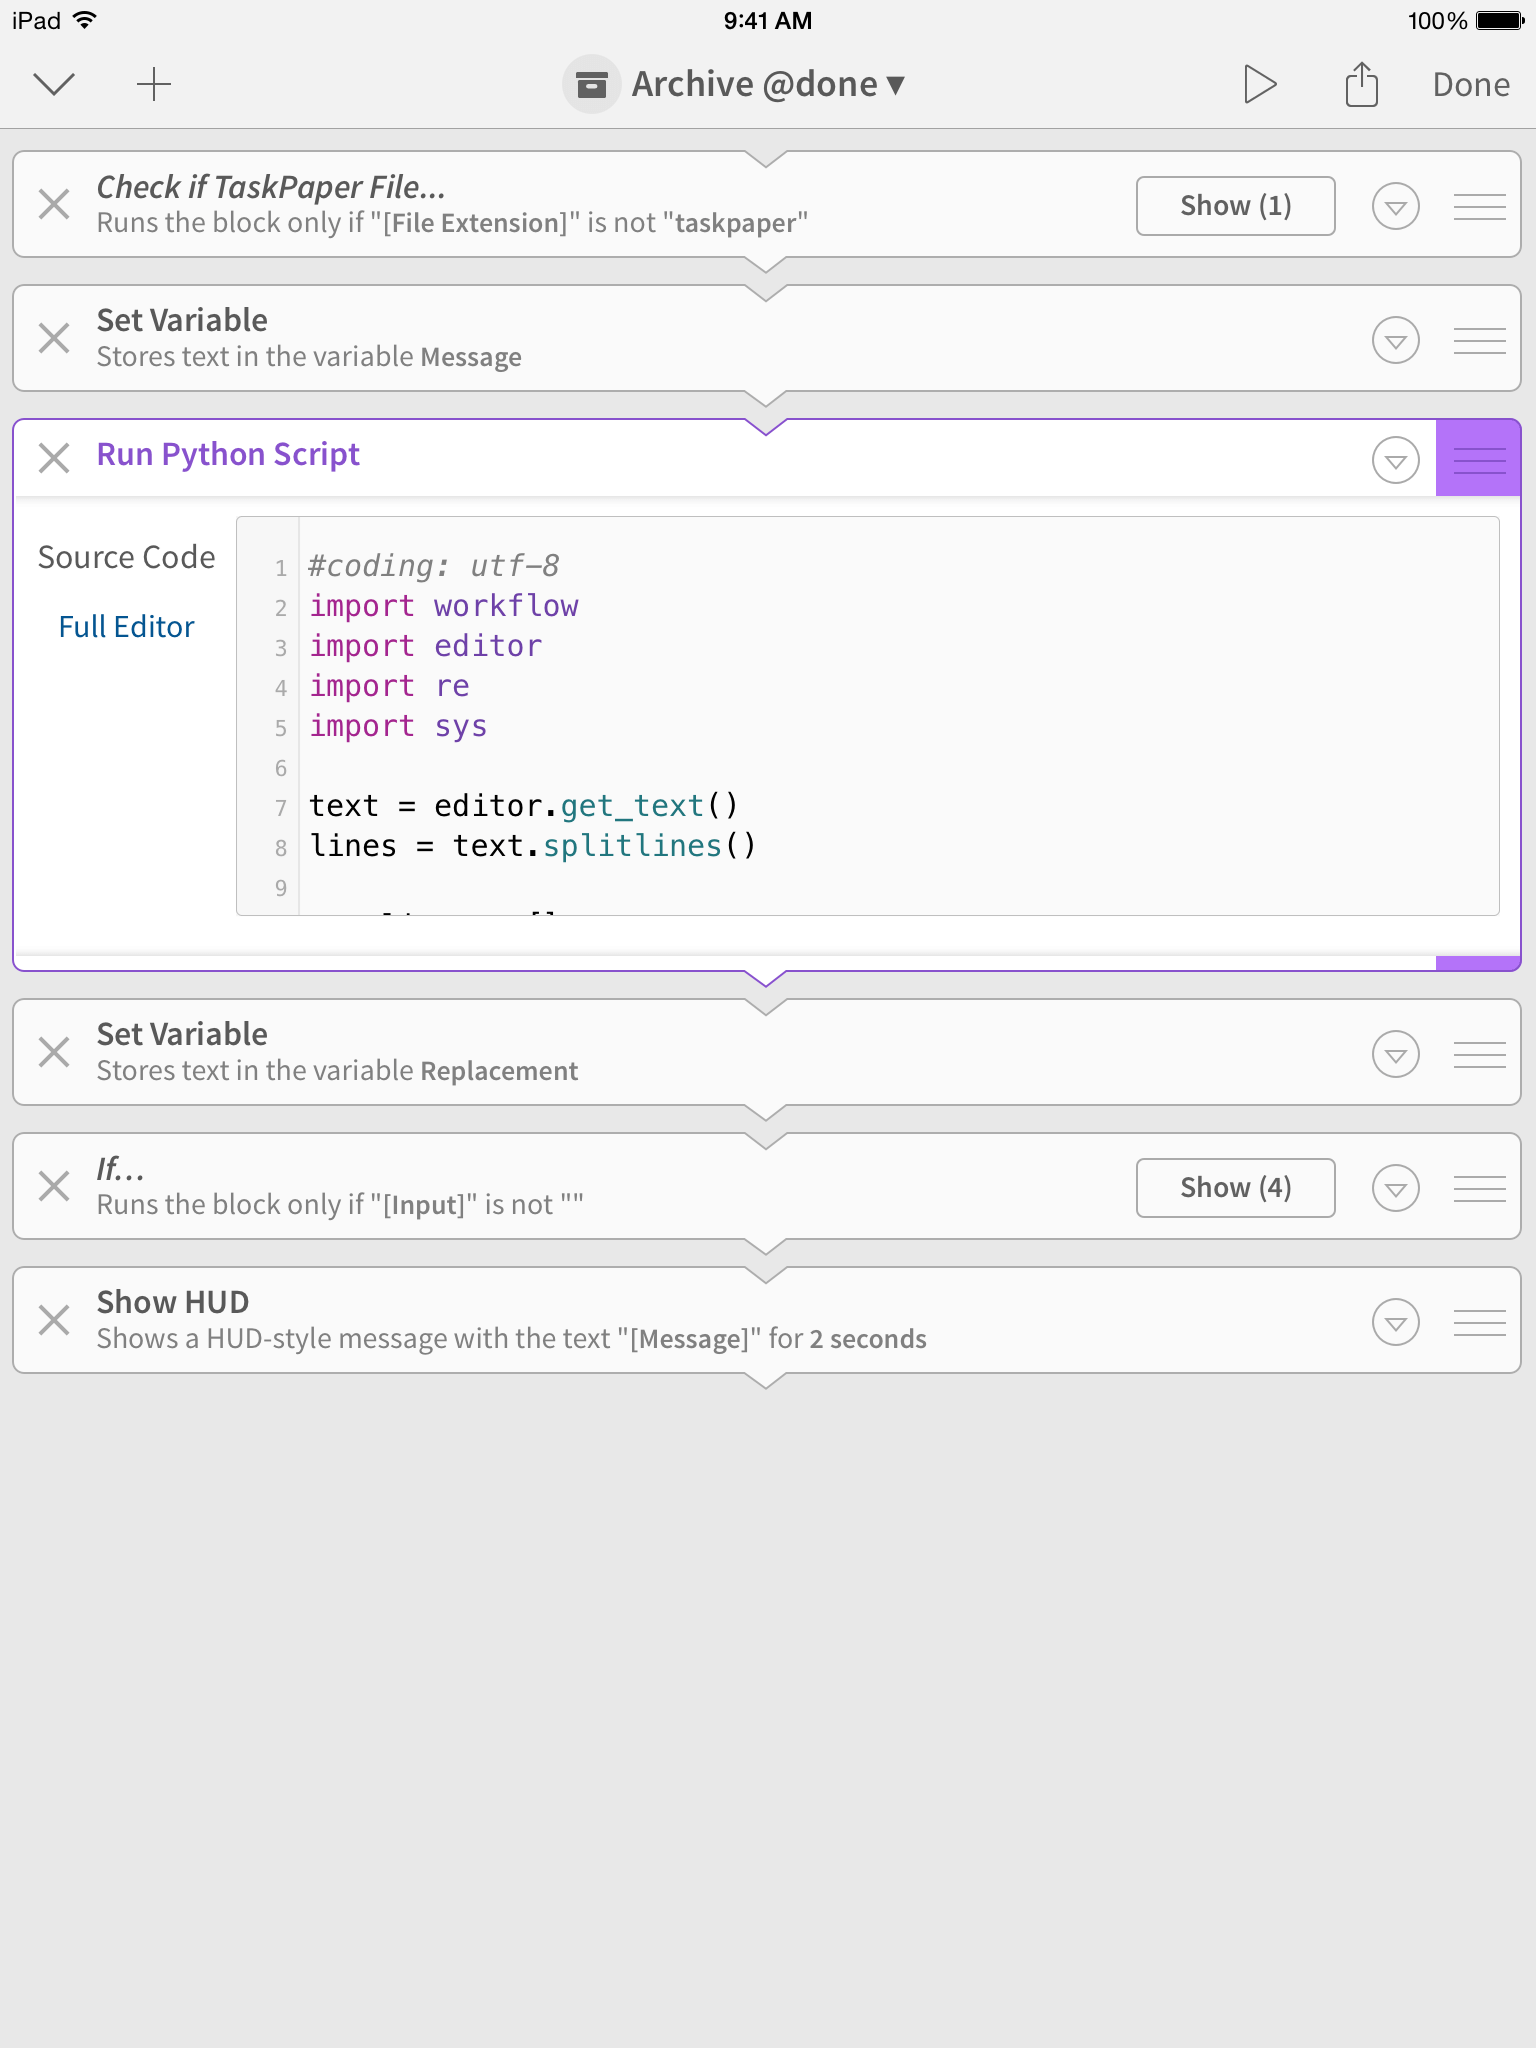 iPad 9:41 AM 100%
Archive @done ▾ Done
Check if TaskPaper File...
Runs the block only if "[File Extension]" is not "taskpaper"
Show (1)
Set Variable
Stores text in the variable Message
Run Python Script
Source Code
Full Editor
1 #coding: utf-8
2 import workflow
3 import editor
4 import re
5 import sys
6
7 text = editor.get_text()
8 lines = text.splitlines()
9
Set Variable
Stores text in the variable Replacement
If...
Runs the block only if "[Input]" is not ""
Show (4)
Show HUD
Shows a HUD-style message with the text "[Message]" for 2 seconds